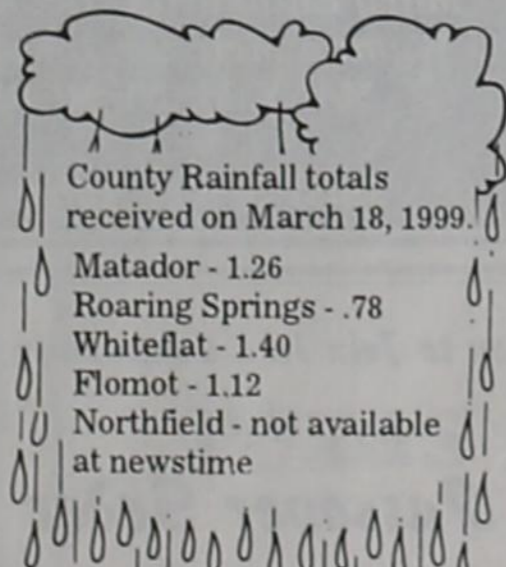 County Rainfall totals
received on March 18, 1999.
Matador - 1.26
Roaring Springs - .78
Whiteflat - 1.40
Flomot - 1.12
Northfield - not available
at newstime